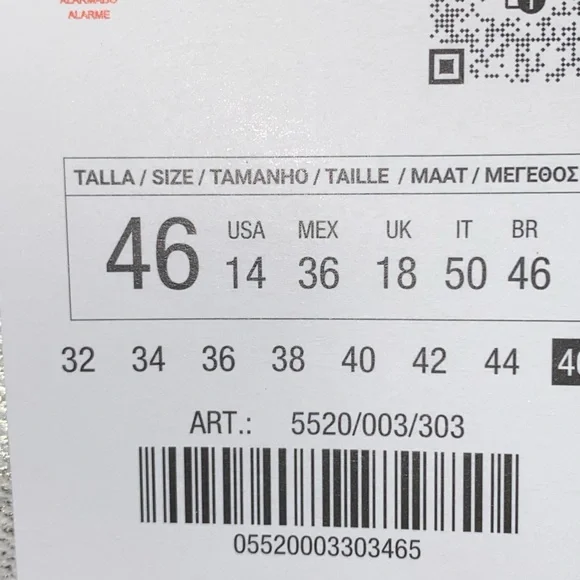 ALARME
TALLA / SIZE / TAMANHO / TAILLE / MAAT / ΜΕΓΕΘΟΣ
46 USA MEX UK IT BR
14 36 18 50 46
32 34 36 38 40 42 44
ART.: 5520/003/303
05520003303465